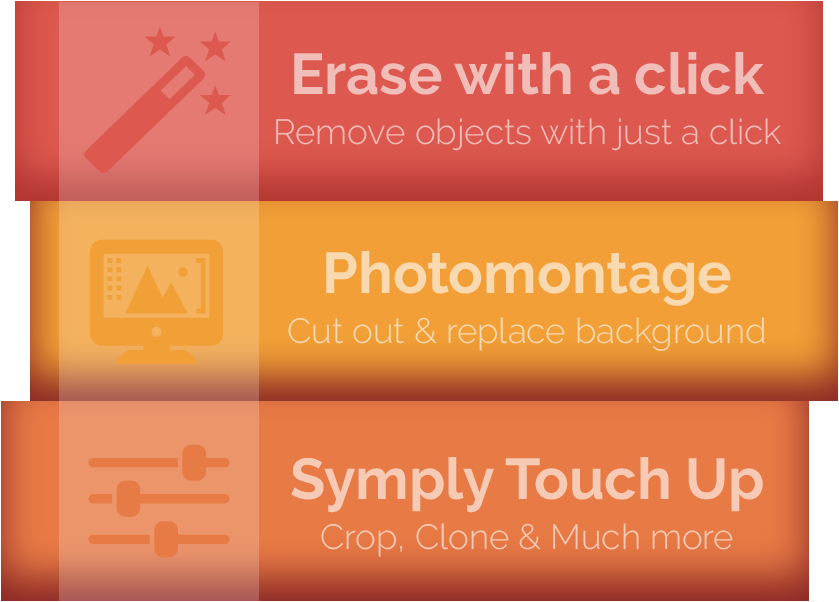 Erase with a click
Remove objects with just a click
Photomontage
Cut out & replace background
Symply Touch Up
Crop, Clone & Much more